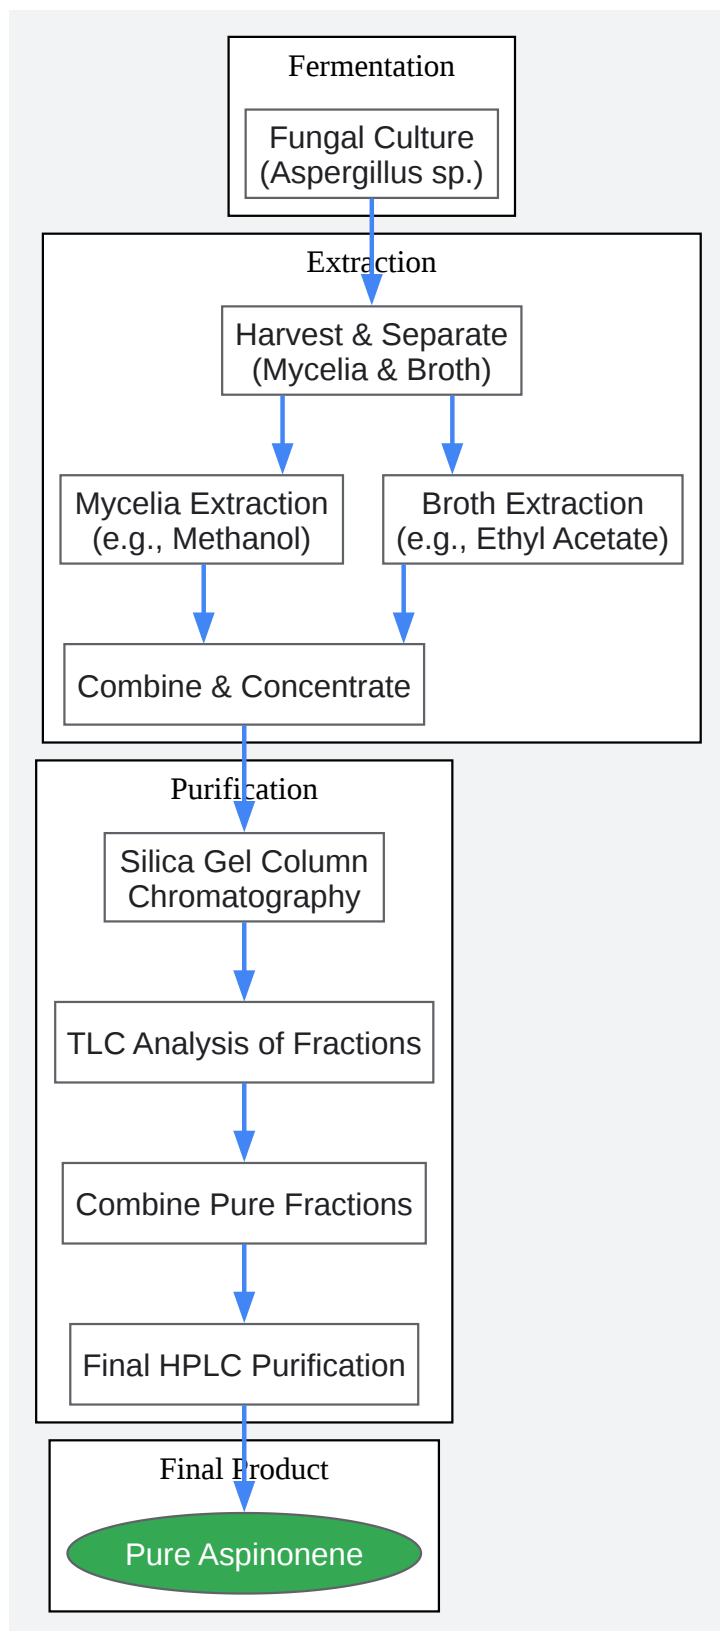 Fermentation
Fungal Culture
(Aspergillus sp.)
Extraction
Harvest & Separate
(Mycelia & Broth)
Mycelia Extraction
(e.g., Methanol)
Broth Extraction
(e.g., Ethyl Acetate)
Combine & Concentrate
Purification
Silica Gel Column
Chromatography
TLC Analysis of Fractions
Combine Pure Fractions
Final HPLC Purification
Final Product
Pure Aspinonene